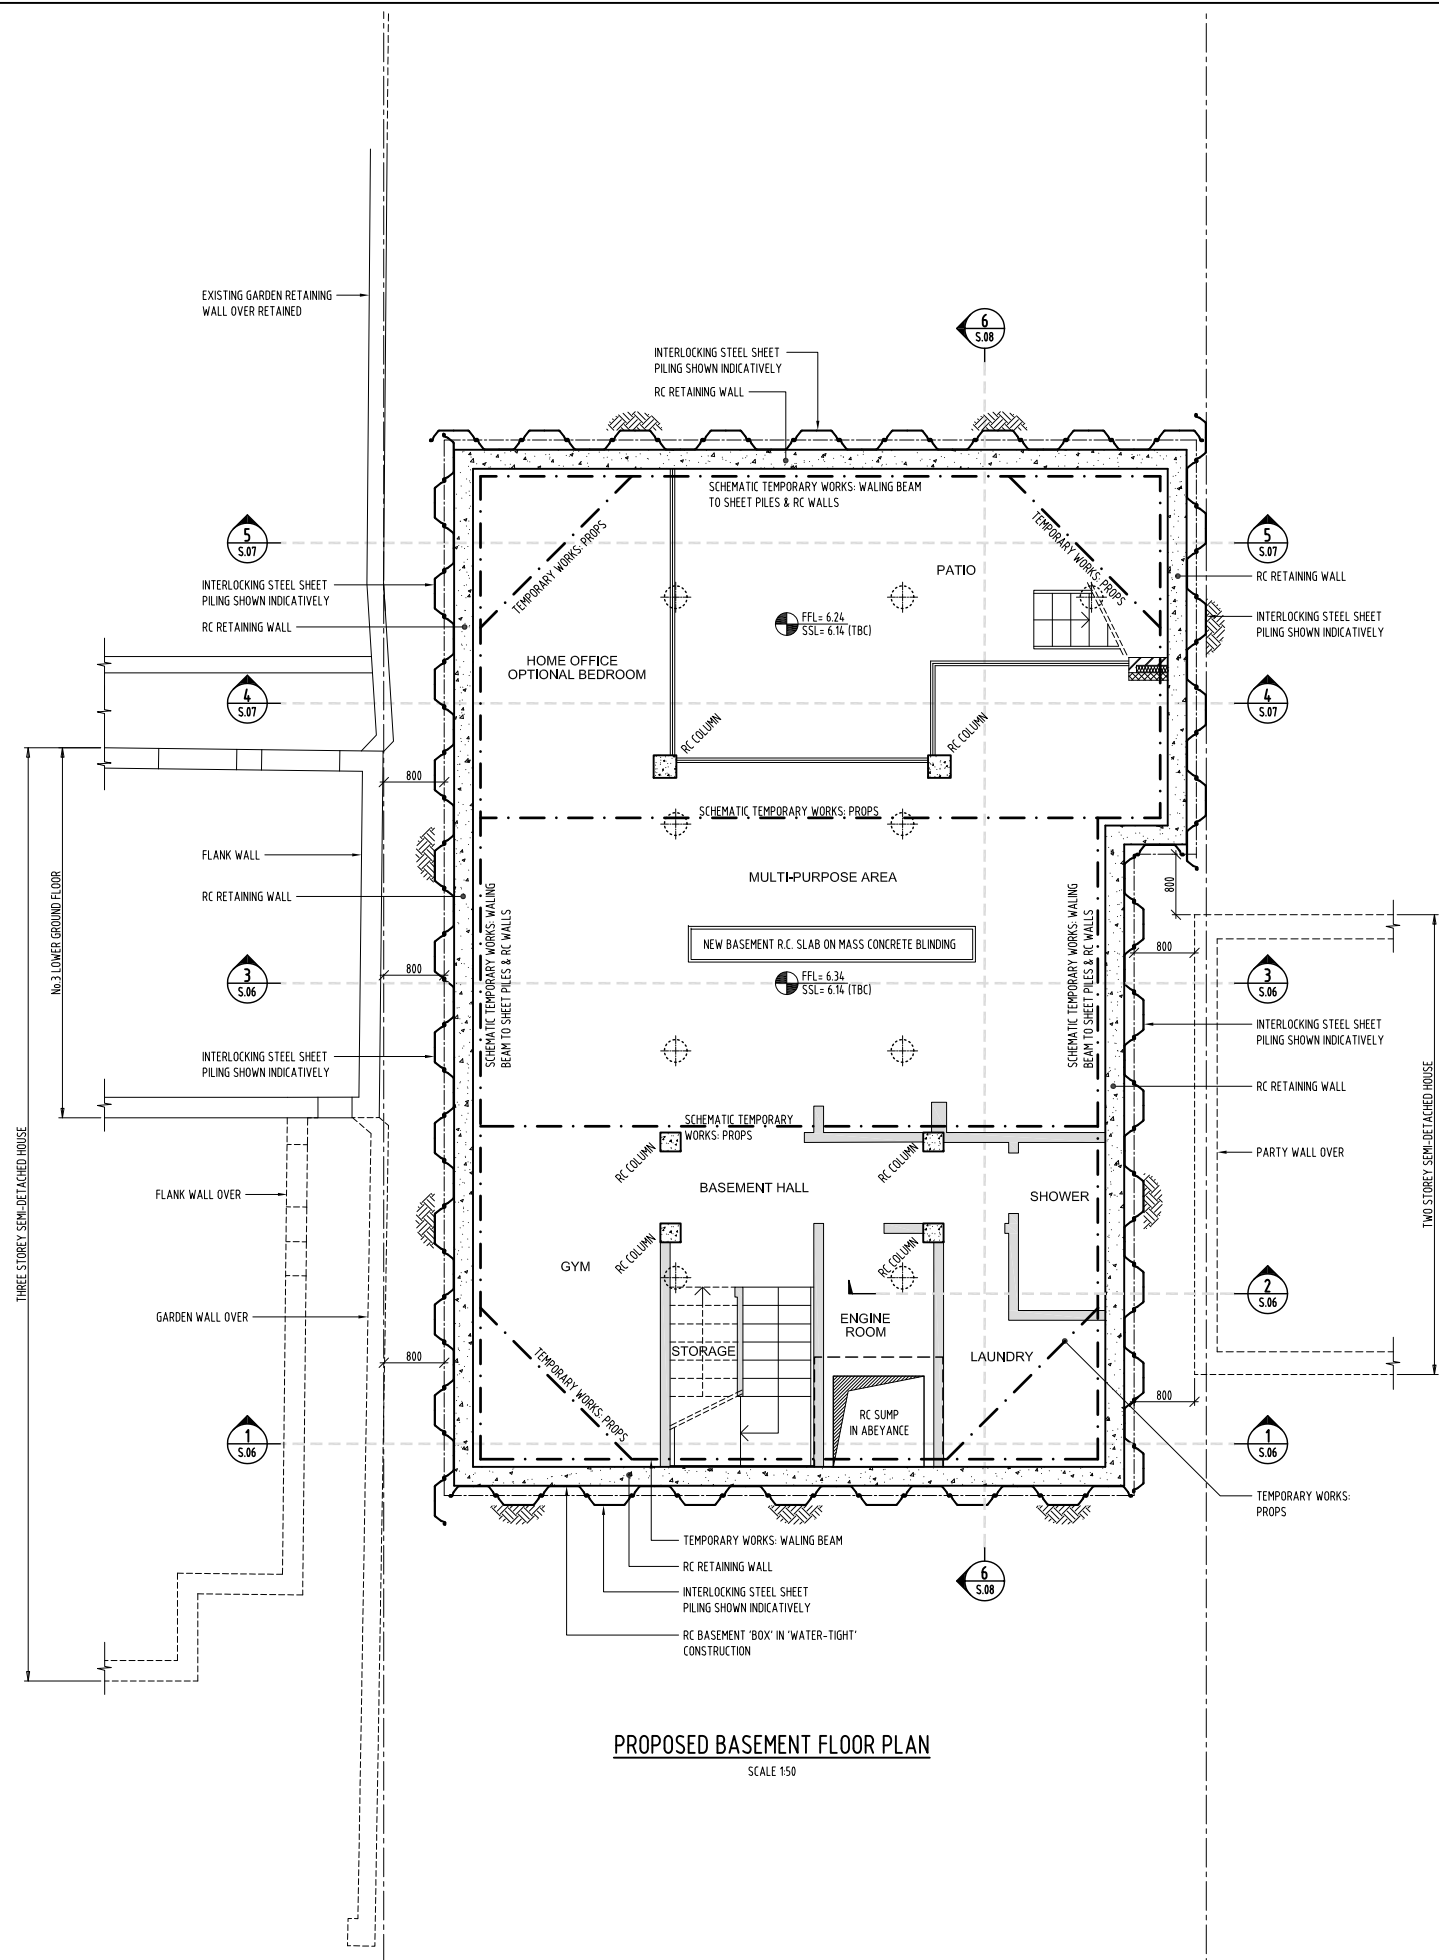 EXISTING GARDEN RETAINING
WALL OVER RETAINED
6
S.08
INTERLOCKING STEEL SHEET
PILING SHOWN INDICATIVELY
RC RETAINING WALL
SCHEMATIC TEMPORARY WORKS: WALING BEAM
TO SHEET PILES & RC WALLS
5
S.07
TEMPORARY WORKS: PROPS
TEMPORARY WORKS: PROPS
5
S.07
PATIO
RC RETAINING WALL
INTERLOCKING STEEL SHEET
PILING SHOWN INDICATIVELY
FFL= 6.24
SSL= 6.14 (TBC)
INTERLOCKING STEEL SHEET
PILING SHOWN INDICATIVELY
RC RETAINING WALL
HOME OFFICE
OPTIONAL BEDROOM
4
S.07
4
S.07
RC COLUMN
RC COLUMN
800
SCHEMATIC TEMPORARY WORKS: PROPS
FLANK WALL
RC RETAINING WALL
MULTI-PURPOSE AREA
800
No.3 LOWER GROUND FLOOR
SCHEMATIC TEMPORARY WORKS: WALING
BEAM TO SHEET PILES & RC WALLS
SCHEMATIC TEMPORARY WORKS: WALING
BEAM TO SHEET PILES & RC WALLS
NEW BASEMENT R.C. SLAB ON MASS CONCRETE BLINDING
800
800
3
S.06
FFL= 6.34
SSL= 6.14 (TBC)
3
S.06
INTERLOCKING STEEL SHEET
PILING SHOWN INDICATIVELY
INTERLOCKING STEEL SHEET
PILING SHOWN INDICATIVELY
RC RETAINING WALL
SCHEMATIC TEMPORARY
WORKS: PROPS
RC COLUMN
RC COLUMN
PARTY WALL OVER
TWO STOREY SEMI-DETACHED HOUSE
THREE STOREY SEMI-DETACHED HOUSE
FLANK WALL OVER
BASEMENT HALL
SHOWER
RC COLUMN
RC COLUMN
GYM
2
S.06
GARDEN WALL OVER
ENGINE
ROOM
STORAGE
LAUNDRY
800
TEMPORARY WORKS: PROPS
800
RC SUMP
IN ABEYANCE
1
S.06
1
S.06
TEMPORARY WORKS:
PROPS
TEMPORARY WORKS: WALING BEAM
RC RETAINING WALL
INTERLOCKING STEEL SHEET
PILING SHOWN INDICATIVELY
6
S.08
RC BASEMENT 'BOX' IN 'WATER-TIGHT'
CONSTRUCTION
PROPOSED BASEMENT FLOOR PLAN
SCALE 1:50